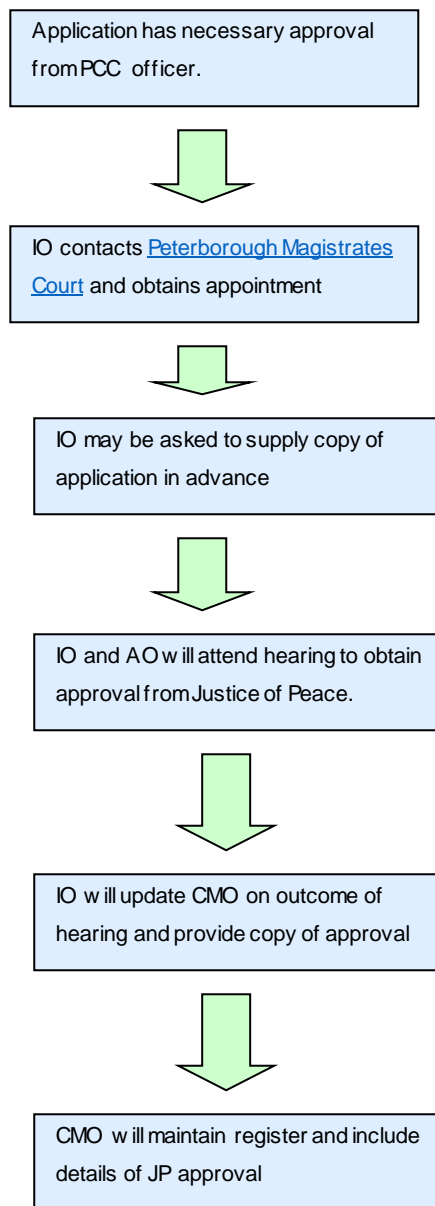 Application has necessary approval
from PCC officer.
IO contacts Peterborough Magistrates
Court and obtains appointment
IO may be asked to supply copy of
application in advance
IO and AO will attend hearing to obtain
approval from Justice of Peace.
IO will update CMO on outcome of
hearing and provide copy of approval
CMO will maintain register and include
details of JP approval